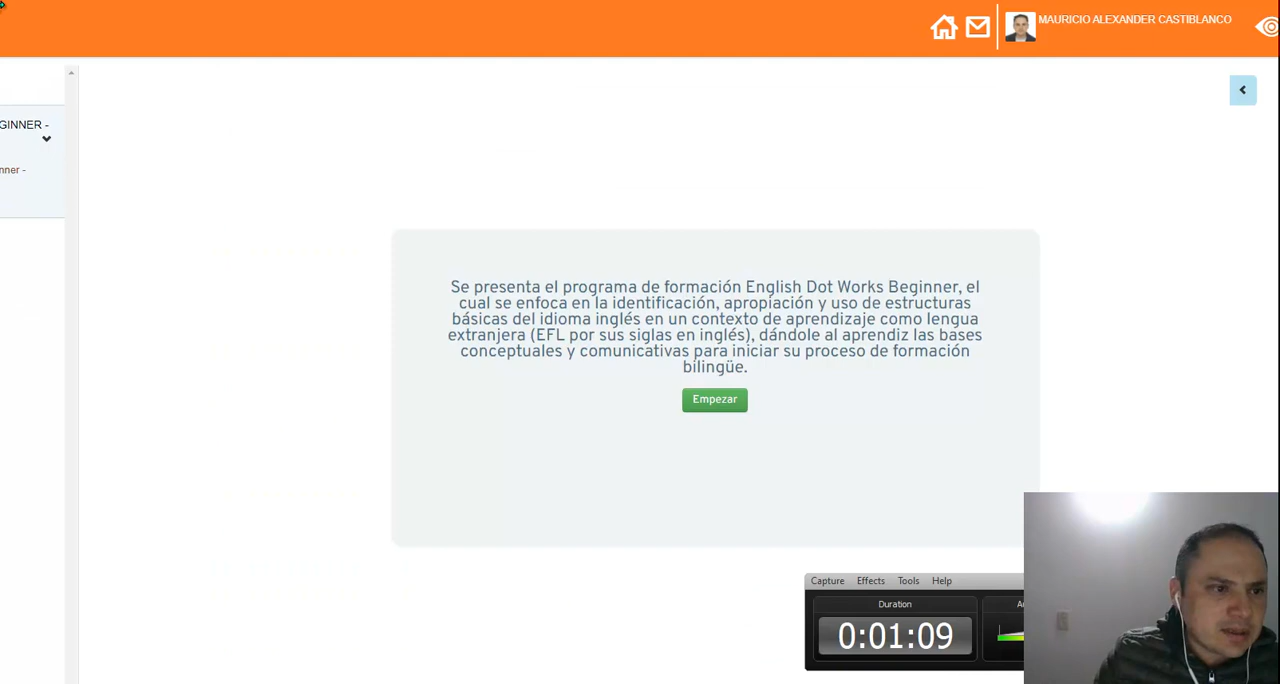 MAURICIO ALEXANDER CASTIBLANCO
GINNER -
nner -
Se presenta el programa de formación English Dot Works Beginner, el
cual se enfoca en la identificación, apropiación y uso de estructuras
básicas del idioma inglés en un contexto de aprendizaje como lengua
extranjera (EFL por sus siglas en inglés), dándole al aprendiz las bases
conceptuales y comunicativas para iniciar su proceso de formación
bilingüe.
Empezar
Capture Effects Tools Help
Duration
0:01:09